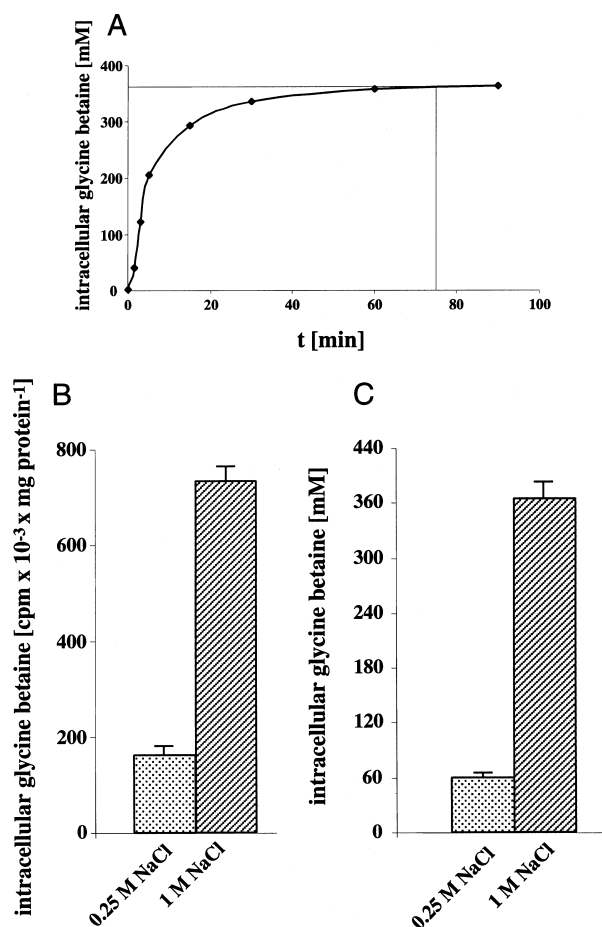 A
intracellular glycine betaine [mM]
400
300
200
100
0
0 20 40 60 80 100
t [min]
B
intracellular glycine betaine [cpm x 10-3 x mg protein-1]
800
600
400
200
0
0.25 M NaCl
1 M NaCl
C
intracellular glycine betaine [mM]
440
360
300
240
180
120
60
0
0.25 M NaCl
1 M NaCl